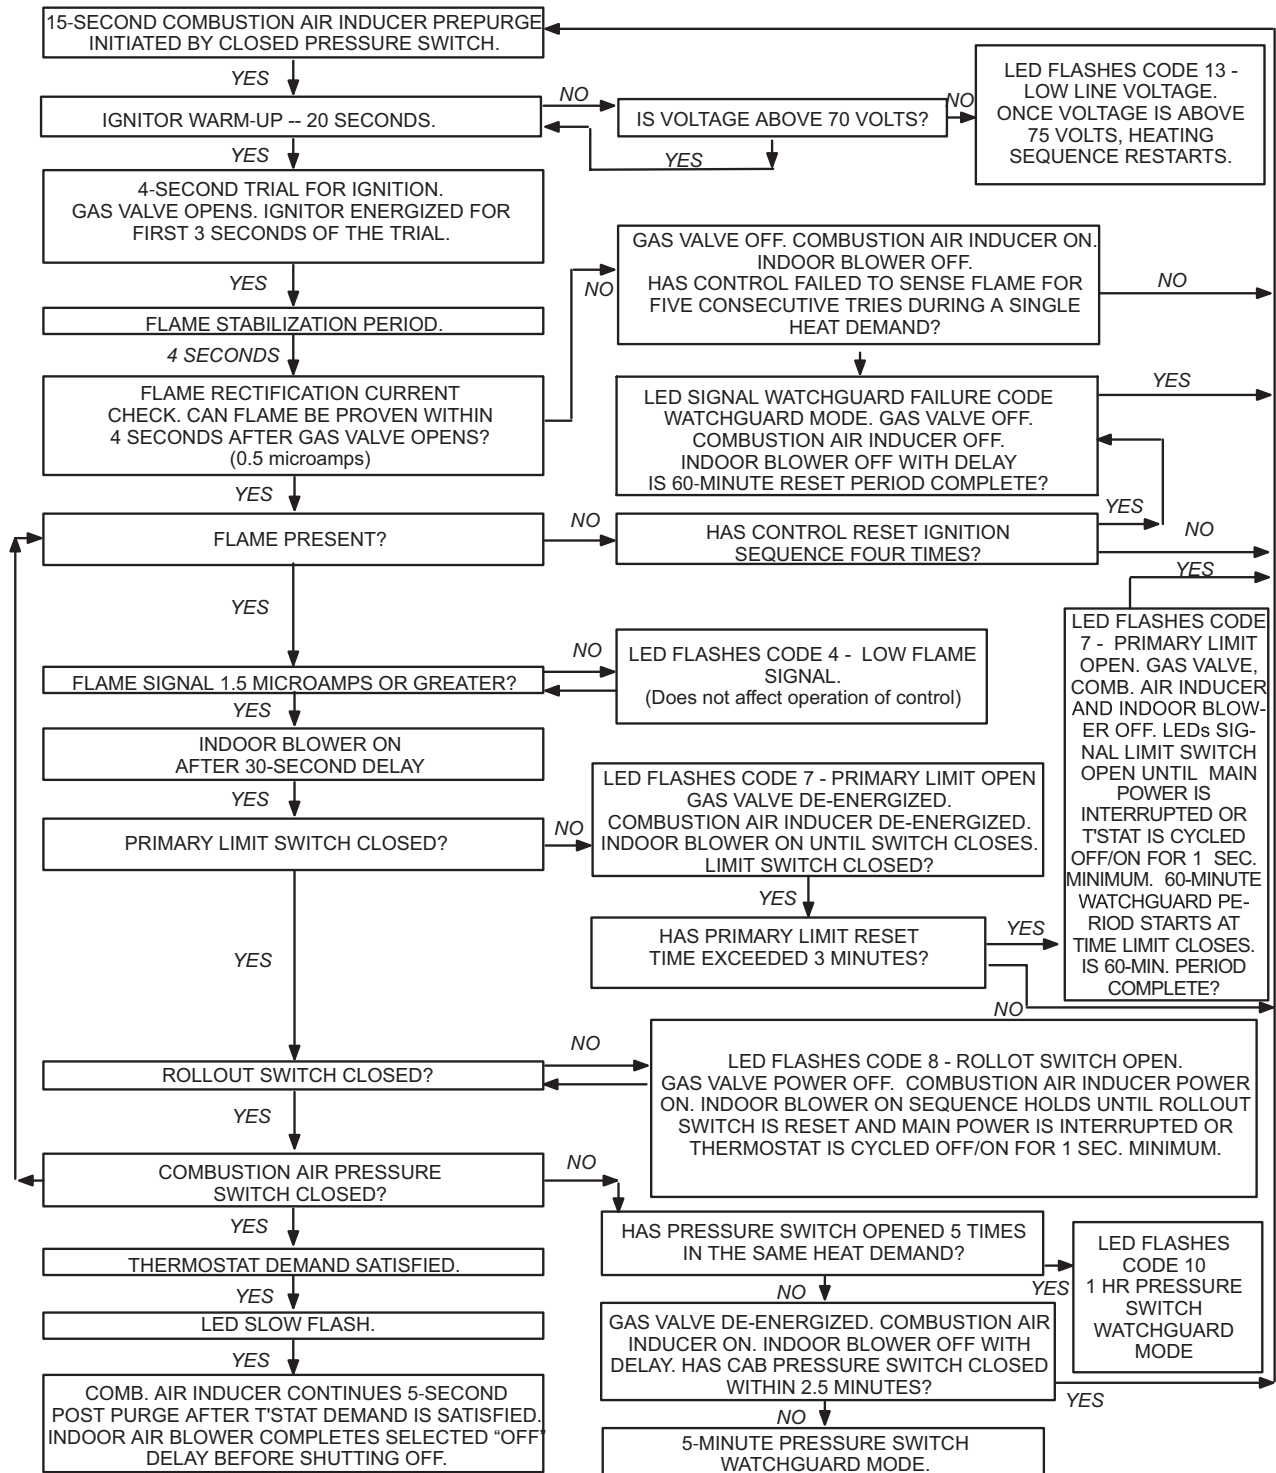 15-SECOND COMBUSTION AIR INDUCER PREPURGE
INITIATED BY CLOSED PRESSURE SWITCH.
YES
IGNITOR WARM-UP -- 20 SECONDS.
NO
IS VOLTAGE ABOVE 70 VOLTS?
YES
NO
LED FLASHES CODE 13 -
LOW LINE VOLTAGE.
ONCE VOLTAGE IS ABOVE
75 VOLTS, HEATING
SEQUENCE RESTARTS.
YES
4-SECOND TRIAL FOR IGNITION.
GAS VALVE OPENS. IGNITOR ENERGIZED FOR
FIRST 3 SECONDS OF THE TRIAL.
YES
FLAME STABILIZATION PERIOD.
4 SECONDS
FLAME RECTIFICATION CURRENT
CHECK. CAN FLAME BE PROVEN WITHIN
4 SECONDS AFTER GAS VALVE OPENS?
(0.5 microamps)
NO
GAS VALVE OFF. COMBUSTION AIR INDUCER ON.
INDOOR BLOWER OFF.
HAS CONTROL FAILED TO SENSE FLAME FOR
FIVE CONSECUTIVE TRIES DURING A SINGLE
HEAT DEMAND?
NO
LED SIGNAL WATCHGUARD FAILURE CODE
WATCHGUARD MODE. GAS VALVE OFF.
COMBUSTION AIR INDUCER OFF.
INDOOR BLOWER OFF WITH DELAY
IS 60-MINUTE RESET PERIOD COMPLETE?
YES
YES
FLAME PRESENT?
NO
HAS CONTROL RESET IGNITION
SEQUENCE FOUR TIMES?
YES
NO
YES
FLAME SIGNAL 1.5 MICROAMPS OR GREATER?
NO
LED FLASHES CODE 4 - LOW FLAME
SIGNAL.
(Does not affect operation of control)
YES
INDOOR BLOWER ON
AFTER 30-SECOND DELAY
YES
PRIMARY LIMIT SWITCH CLOSED?
NO
LED FLASHES CODE 7 - PRIMARY LIMIT OPEN
GAS VALVE DE-ENERGIZED.
COMBUSTION AIR INDUCER DE-ENERGIZED.
INDOOR BLOWER ON UNTIL SWITCH CLOSES.
LIMIT SWITCH CLOSED?
YES
HAS PRIMARY LIMIT RESET
TIME EXCEEDED 3 MINUTES?
YES
NO
YES
LED FLASHES CODE
7 - PRIMARY LIMIT
OPEN. GAS VALVE,
COMB. AIR INDUCER
AND INDOOR BLOW-
ER OFF. LEDs SIG-
NAL LIMIT SWITCH
OPEN UNTIL MAIN
POWER IS
INTERRUPTED OR
T'STAT IS CYCLED
OFF/ON FOR 1 SEC.
MINIMUM. 60-MINUTE
WATCHGUARD PE-
RIOD STARTS AT
TIME LIMIT CLOSES.
IS 60-MIN. PERIOD
COMPLETE?
YES
ROLLOUT SWITCH CLOSED?
NO
LED FLASHES CODE 8 - ROLLOT SWITCH OPEN.
GAS VALVE POWER OFF. COMBUSTION AIR INDUCER POWER
ON. INDOOR BLOWER ON SEQUENCE HOLDS UNTIL ROLLOUT
SWITCH IS RESET AND MAIN POWER IS INTERRUPTED OR
THERMOSTAT IS CYCLED OFF/ON FOR 1 SEC. MINIMUM.
YES
COMBUSTION AIR PRESSURE
SWITCH CLOSED?
NO
HAS PRESSURE SWITCH OPENED 5 TIMES
IN THE SAME HEAT DEMAND?
YES
LED FLASHES
CODE 10
1 HR PRESSURE
SWITCH
WATCHGUARD
MODE
NO
GAS VALVE DE-ENERGIZED. COMBUSTION AIR
INDUCER ON. INDOOR BLOWER OFF WITH
DELAY. HAS CAB PRESSURE SWITCH CLOSED
WITHIN 2.5 MINUTES?
YES
NO
5-MINUTE PRESSURE SWITCH
WATCHGUARD MODE.
YES
THERMOSTAT DEMAND SATISFIED.
YES
LED SLOW FLASH.
YES
COMB. AIR INDUCER CONTINUES 5-SECOND
POST PURGE AFTER T'STAT DEMAND IS SATISFIED.
INDOOR AIR BLOWER COMPLETES SELECTED “OFF”
DELAY BEFORE SHUTTING OFF.